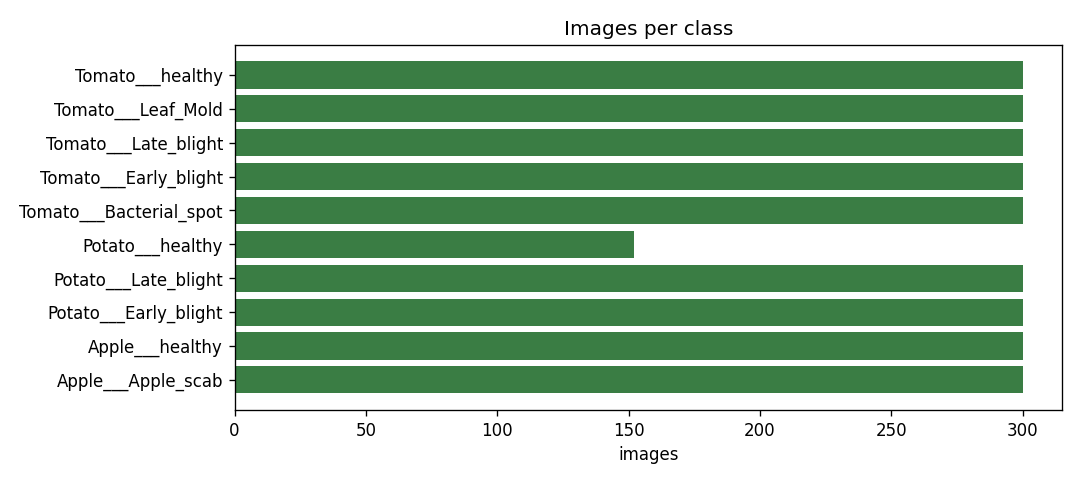 Images per class
Tomato___healthy
Tomato___Leaf_Mold
Tomato___Late_blight
Tomato___Early_blight
Tomato___Bacterial_spot
Potato___healthy
Potato___Late_blight
Potato___Early_blight
Apple___healthy
Apple___Apple_scab
0 50 100 150 200 250 300
images